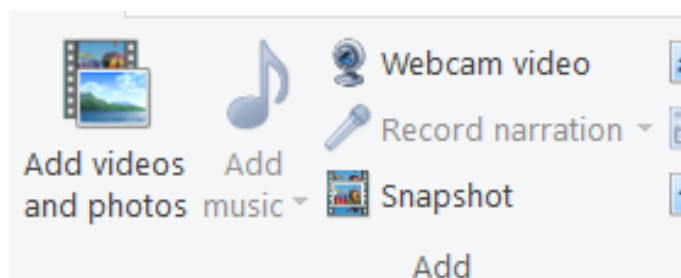 Add videos
and photos
Add
music
Webcam video
Record narration
Snapshot
Add